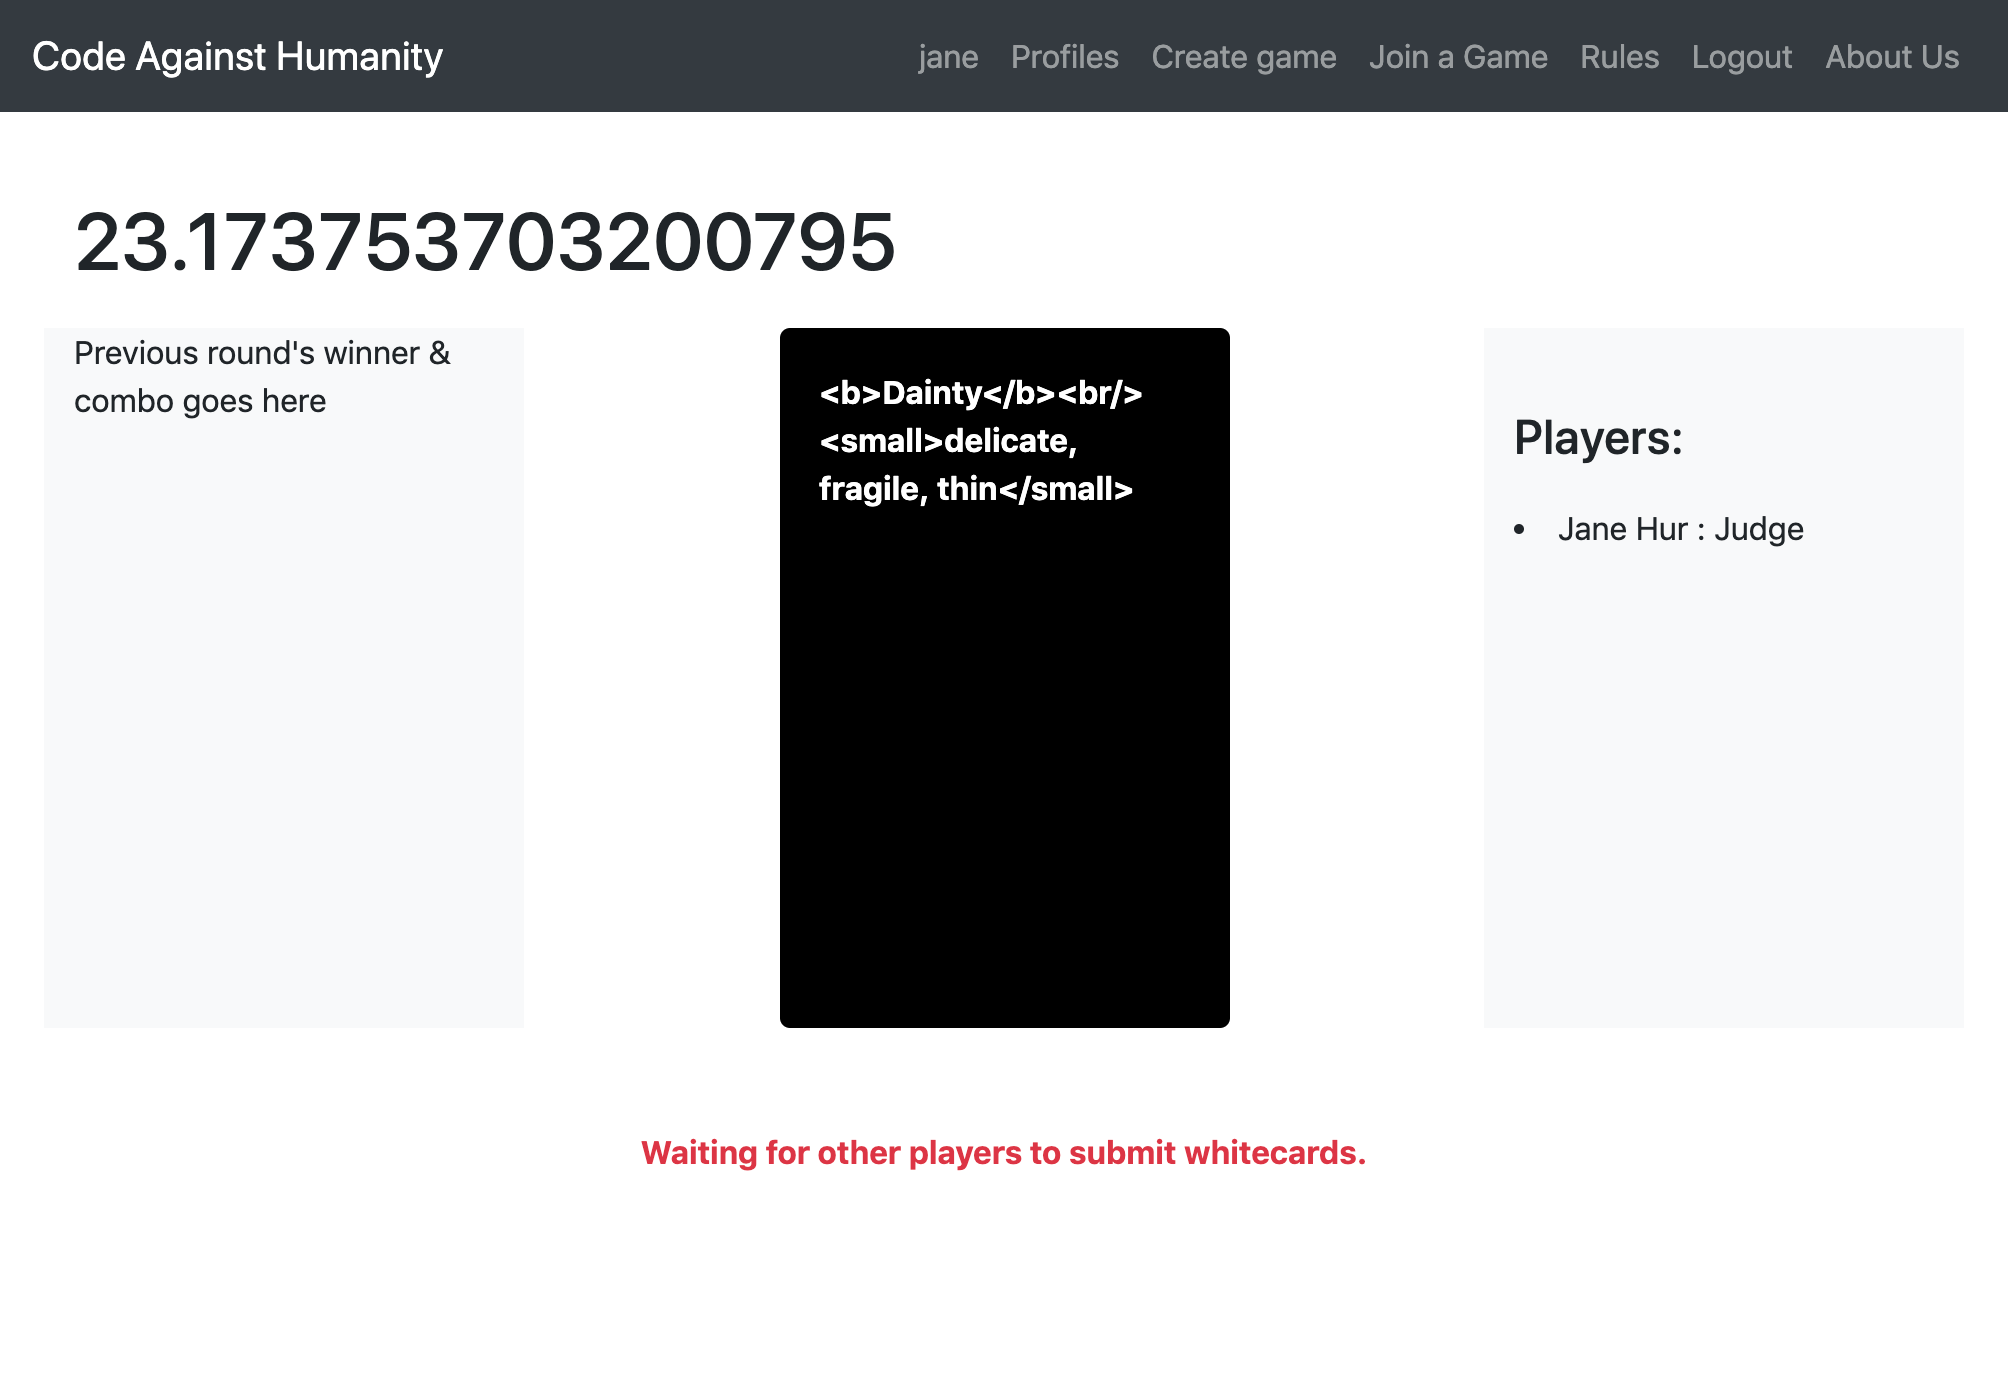 Code Against Humanity
jane Profiles Create game Join a Game Rules Logout About Us
23.173753703200795
Previous round's winner &
combo goes here
<b>Dainty</b><br/>
<small>delicate,
fragile, thin</small>
Players:
• Jane Hur : Judge
Waiting for other players to submit whitecards.